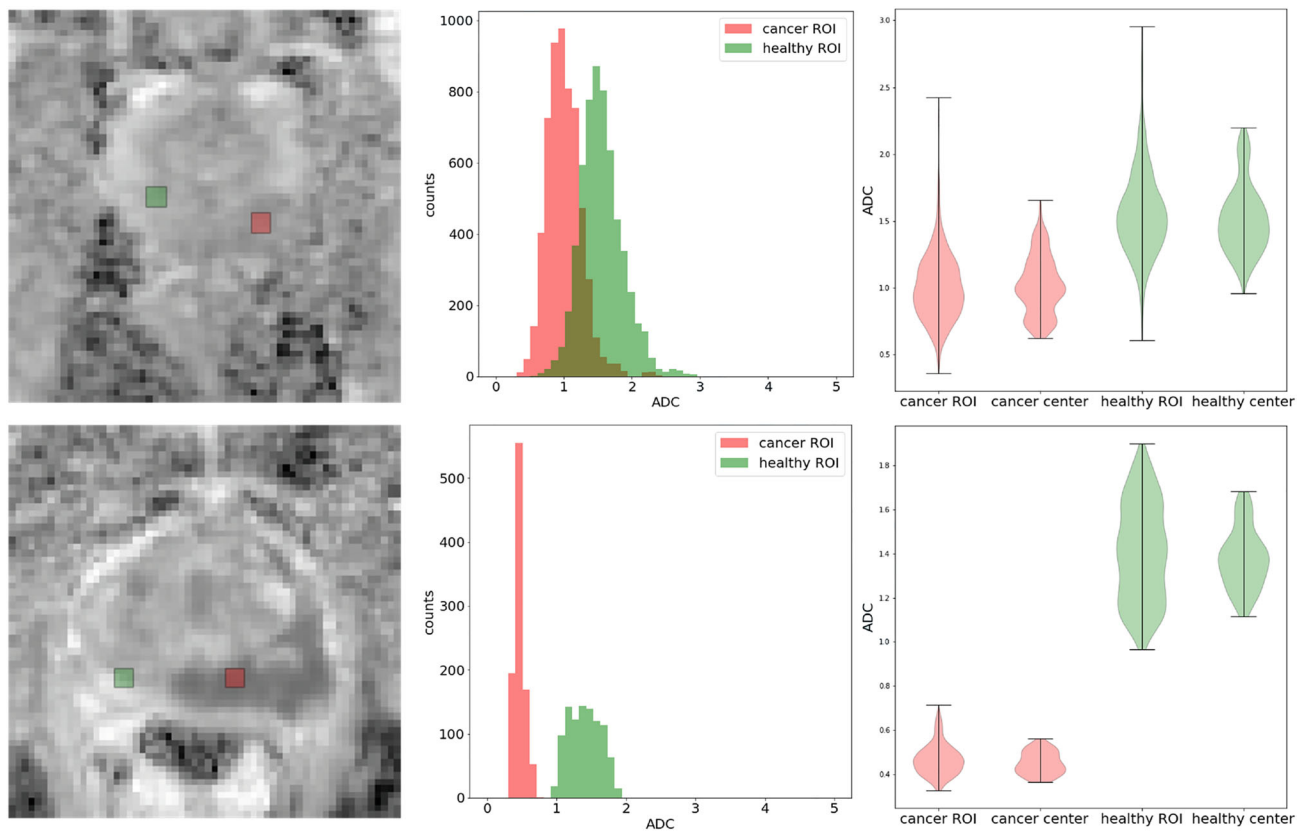 1000
800
600
400
200
0
counts
0 1 2 3 4 5
ADC
cancer ROI
healthy ROI
3.0
2.5
2.0
1.5
1.0
0.5
ADC
cancer ROI cancer center healthy ROI healthy center
500
400
300
200
100
0
counts
0 1 2 3 4 5
ADC
cancer ROI
healthy ROI
1.8
1.6
1.4
1.2
1.0
0.8
0.6
0.4
ADC
cancer ROI cancer center healthy ROI healthy center